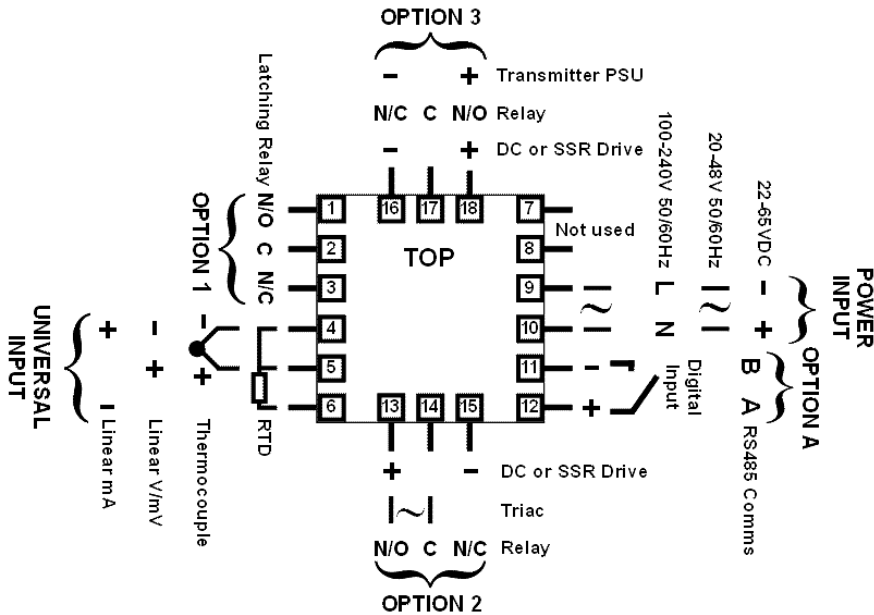 OPTION 3
- + Transmitter PSU
N/C C N/O Relay
- + DC or SSR Drive
Latching Relay
N/O C N/C
OPTION 1
1
2
3
4
5
6
16 17 18
TOP
7
8
9
10
11
12
13 14 15
Not used
~
- +
Digital
Input
100-240V 50/60Hz
L N
20-48V 50/60Hz
~
22-65VDC
- +
POWER
INPUT
B A
RS485 Comms
OPTION A
UNIVERSAL
INPUT
+ - Linear mA
- + Linear V/mV
- + Thermocouple
RTD
+ - DC or SSR Drive
~ Triac
N/O C N/C Relay
OPTION 2